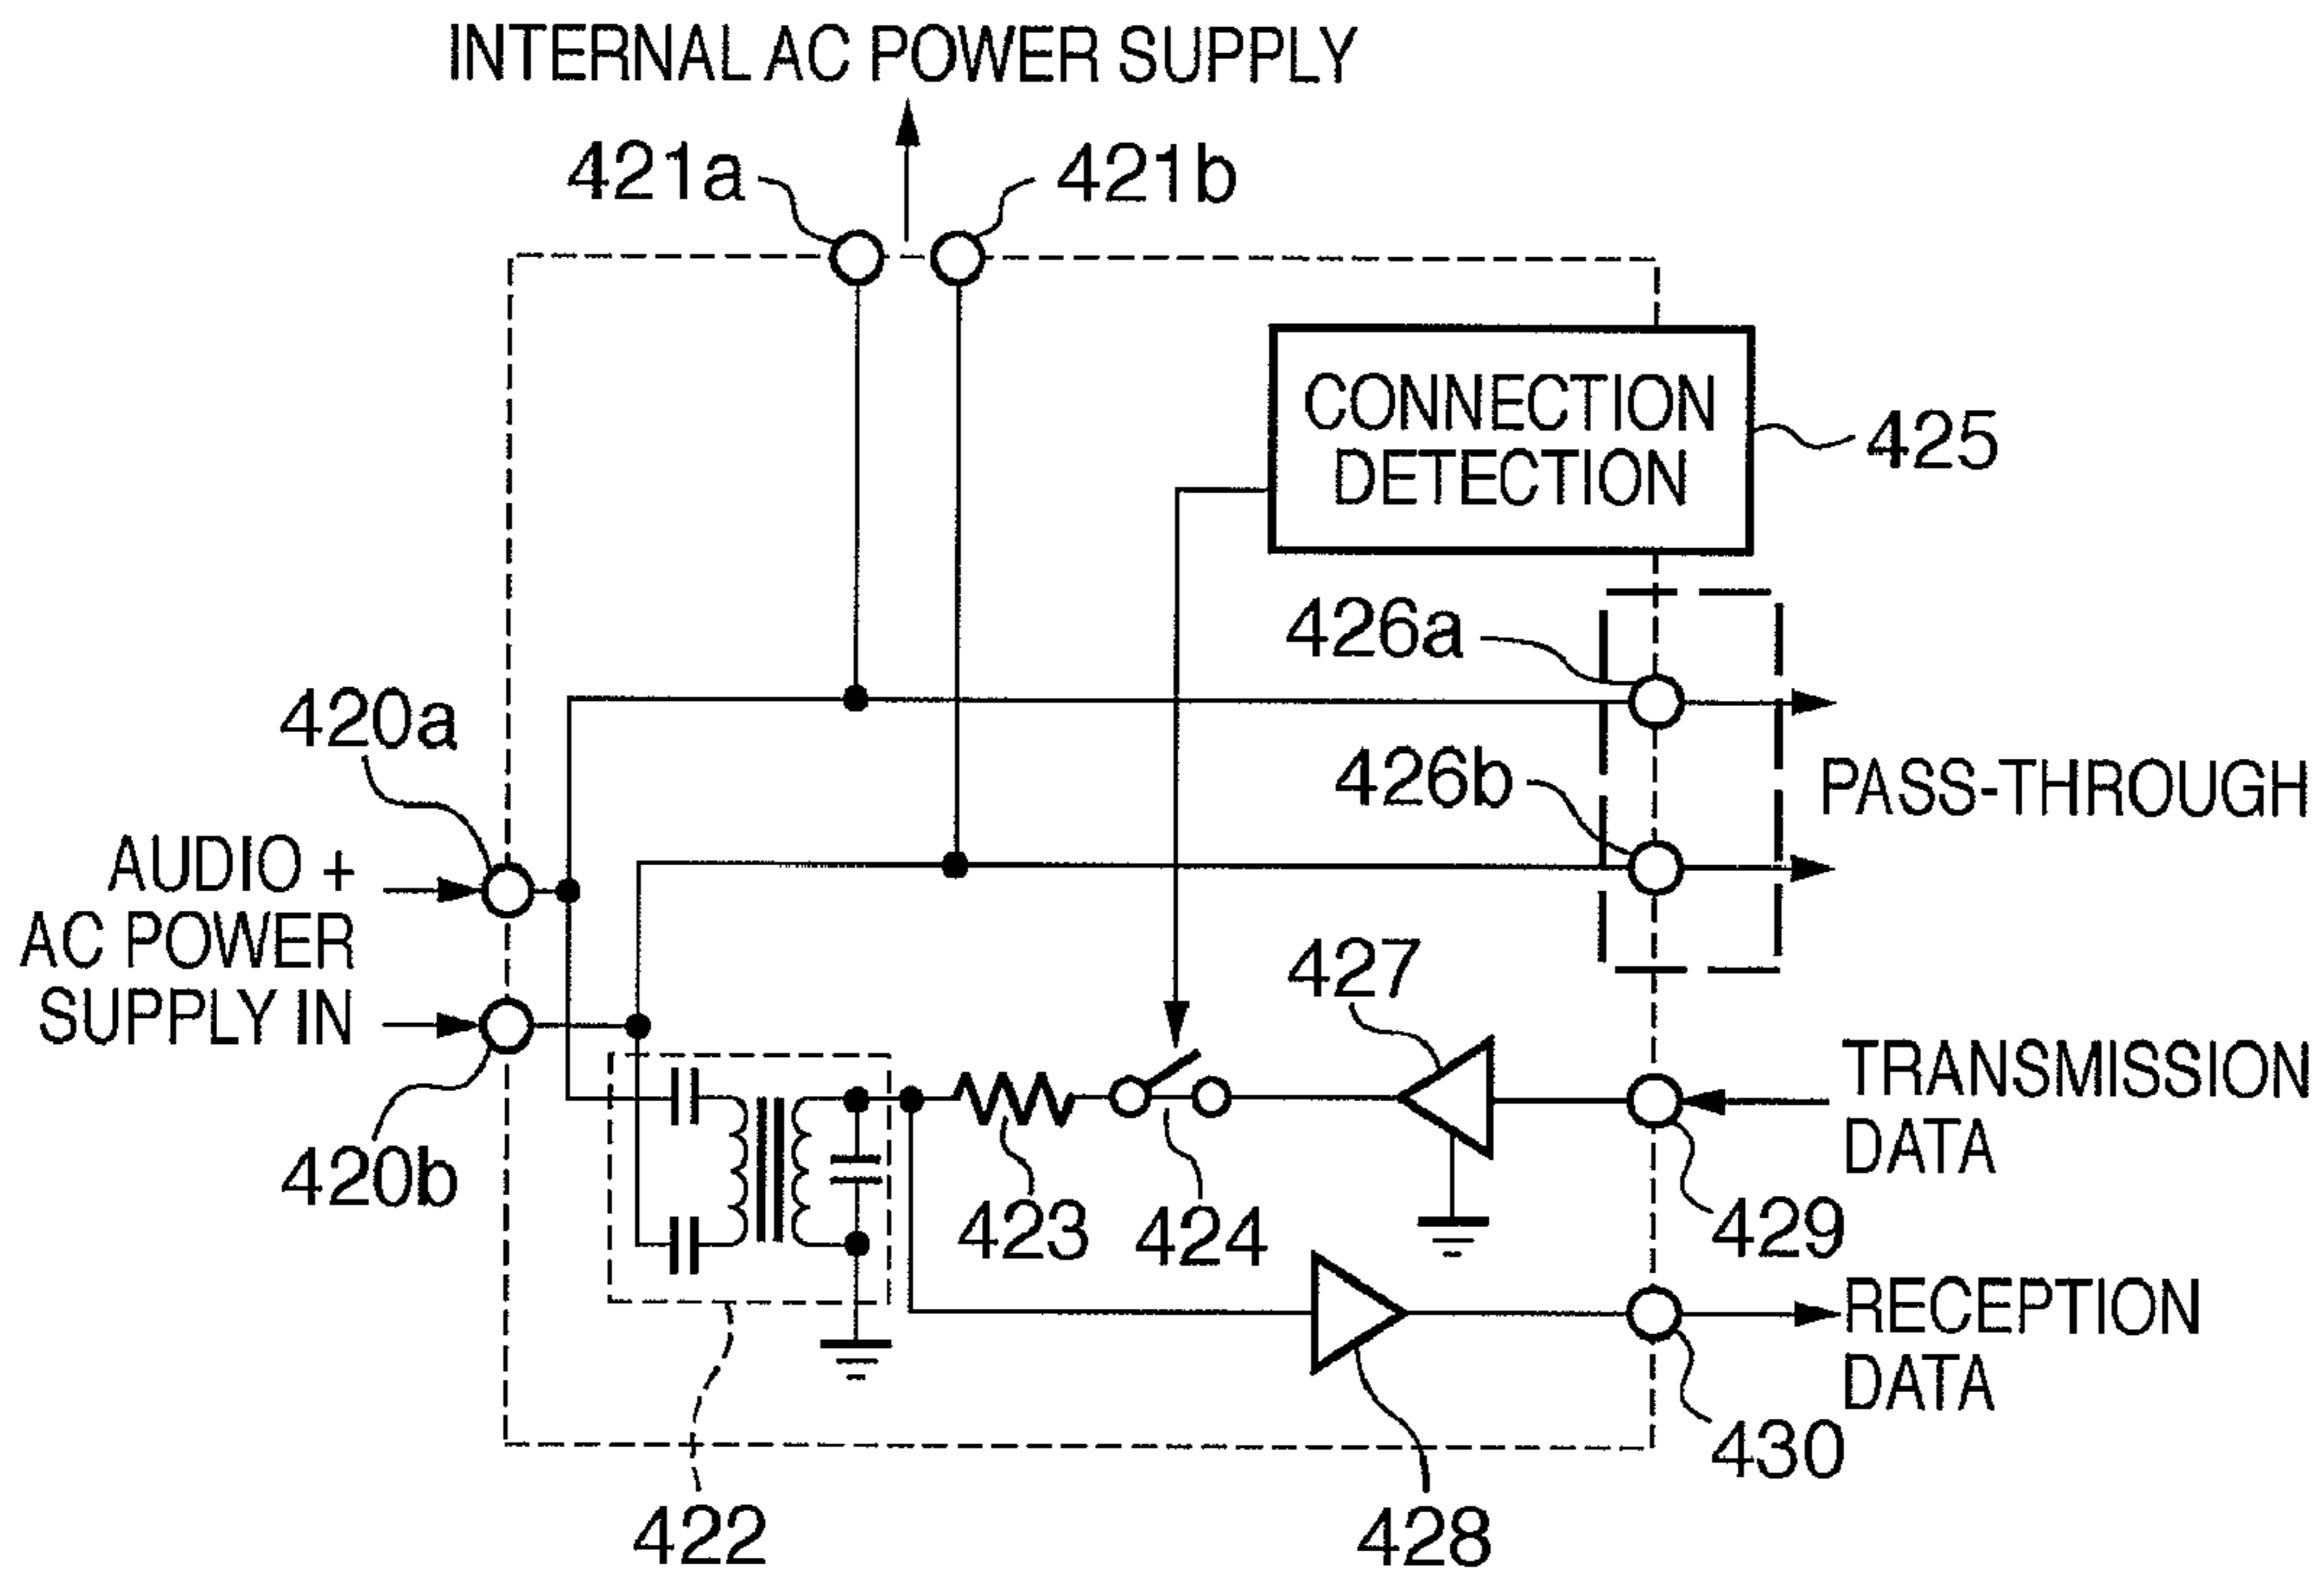 INTERNAL AC POWER SUPPLY
421a
421b
CONNECTION
DETECTION
425
426a
420a
426b
PASS-THROUGH
AUDIO +
AC POWER
SUPPLY IN
427
TRANSMISSION
DATA
420b
423
424
429
RECEPTION
DATA
430
422
428